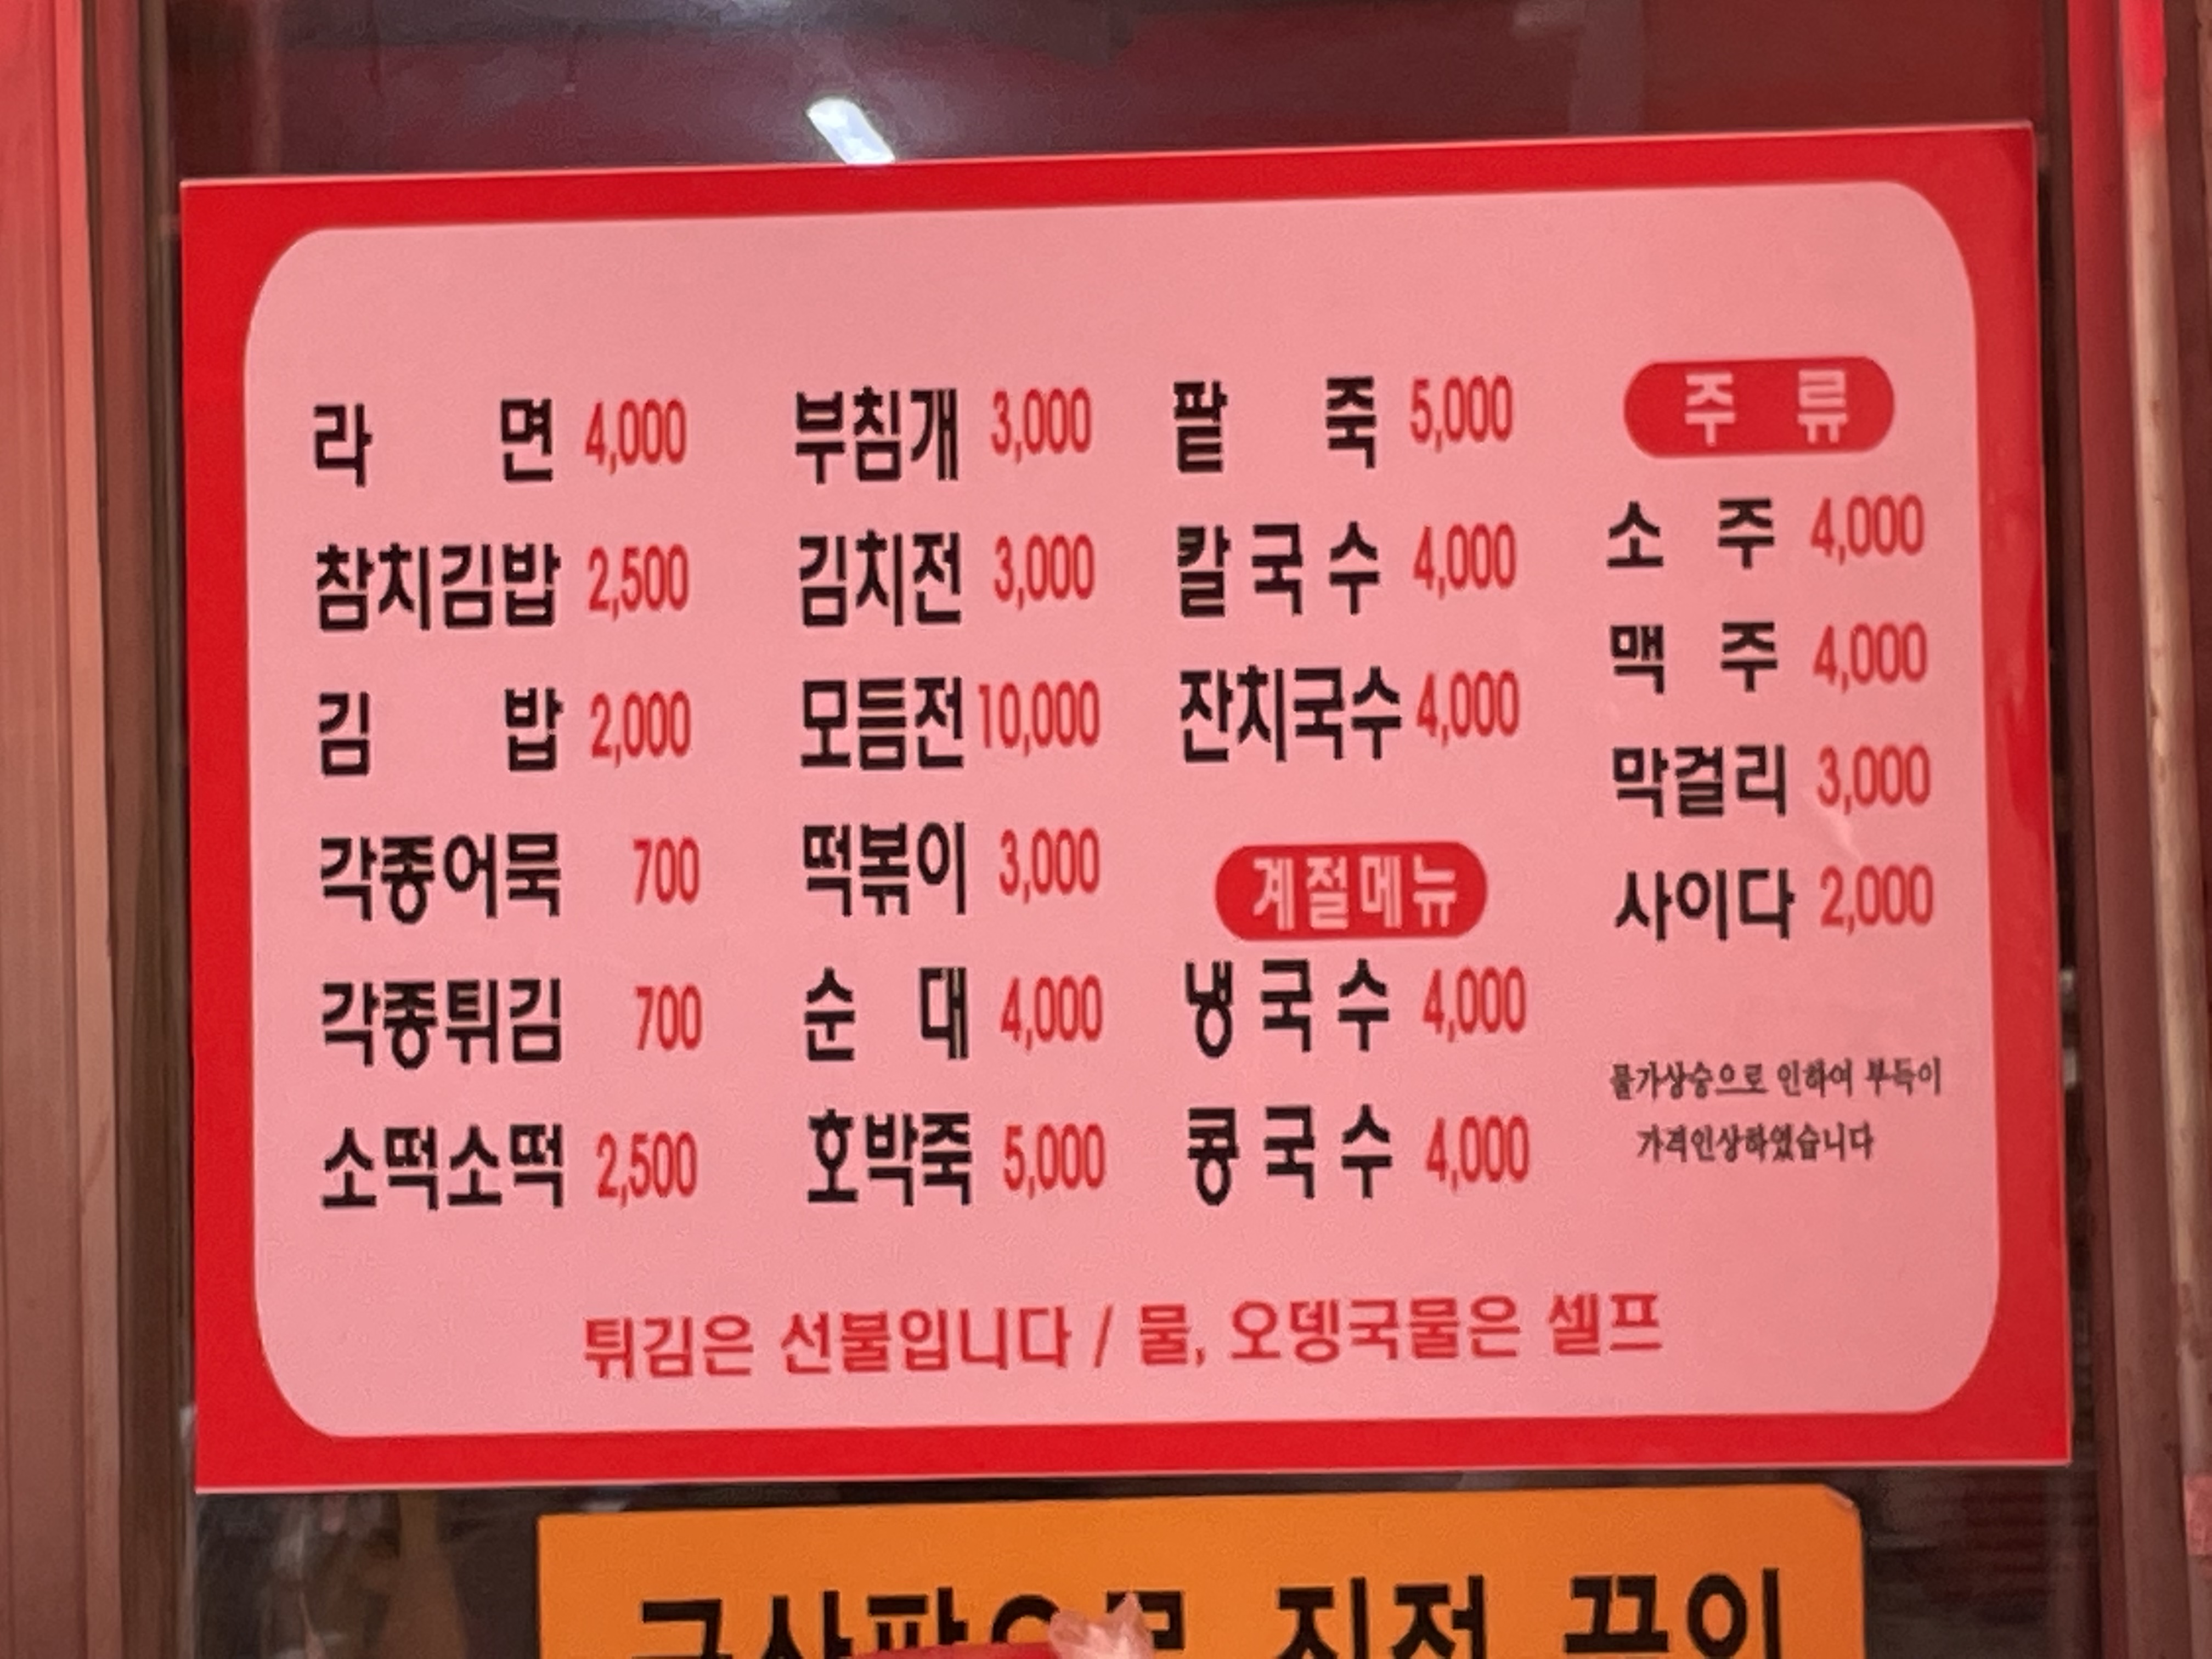 라면 4,000
참치김밥 2,500
김밥 2,000
각종어묵 700
각종튀김 700
소떡소떡 2,500
부침개 3,000
김치전 3,000
모듬전 10,000
떡볶이 3,000
순대 4,000
호박죽 5,000
팥죽 5,000
칼국수 4,000
잔치국수 4,000
계절메뉴
냉국수 4,000
콩국수 4,000
주류
소주 4,000
맥주 4,000
막걸리 3,000
사이다 2,000
물가상승으로 인하여 부득이
가격인상하였습니다
튀김은 선불입니다 / 물, 오뎅국물은 셀프
직접